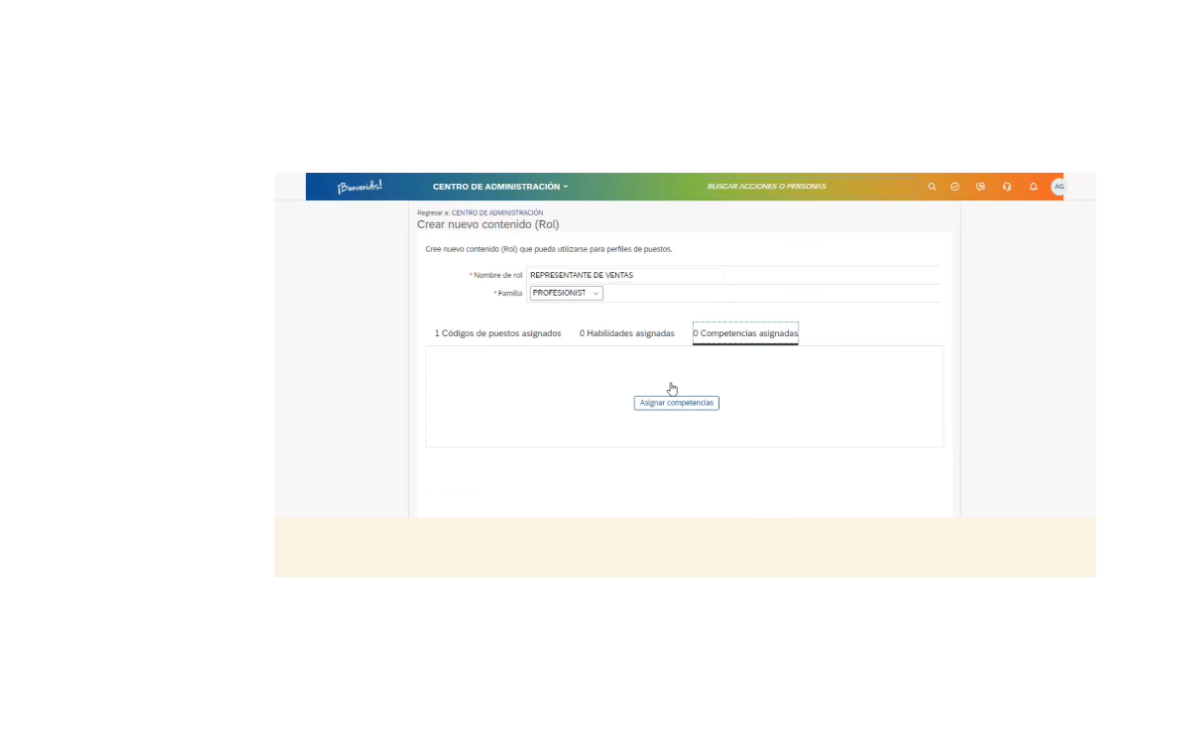 ¡Bienvenidos!
CENTRO DE ADMINISTRACIÓN
BUSCAR ACCIONES O PERSONAS
AG
Regresar a: CENTRO DE ADMINISTRACIÓN
Crear nuevo contenido (Rol)
Cree nuevo contenido (Rol) que pueda utilizarse para perfiles de puestos.
* Nombre de rol REPRESENTANTE DE VENTAS
* Familia PROFESIONIST
1 Códigos de puestos asignados 0 Habilidades asignadas 0 Competencias asignadas
Asignar competencias